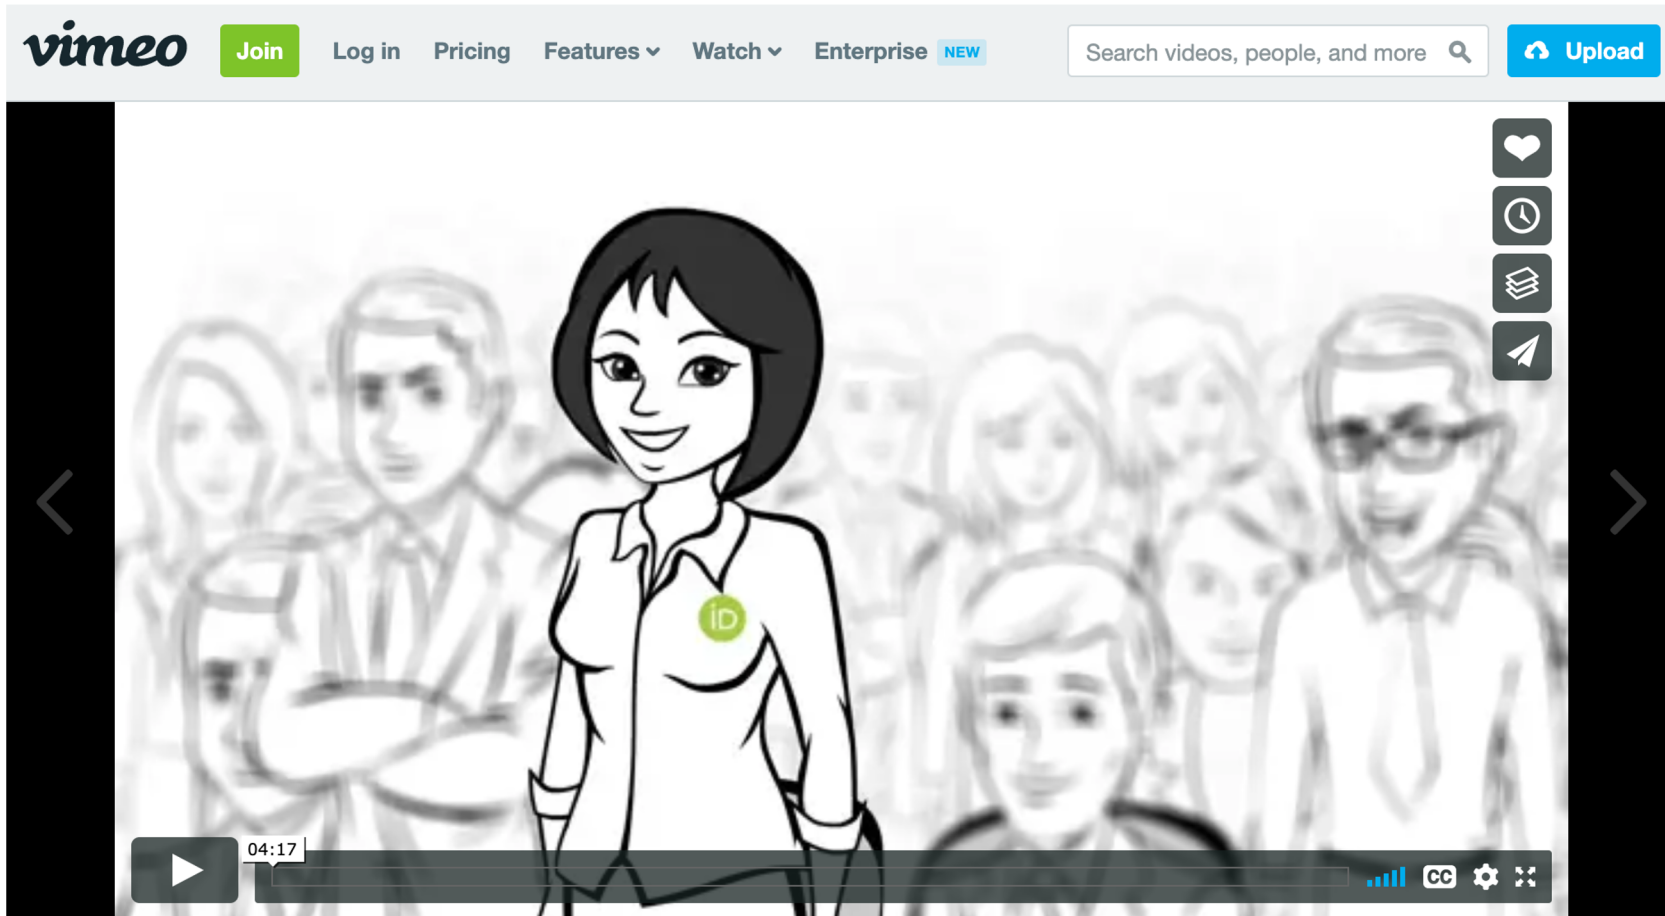 vimeo Join Log in Pricing Features Watch Enterprise NEW Search videos, people, and more Upload
iD
04:17
CC